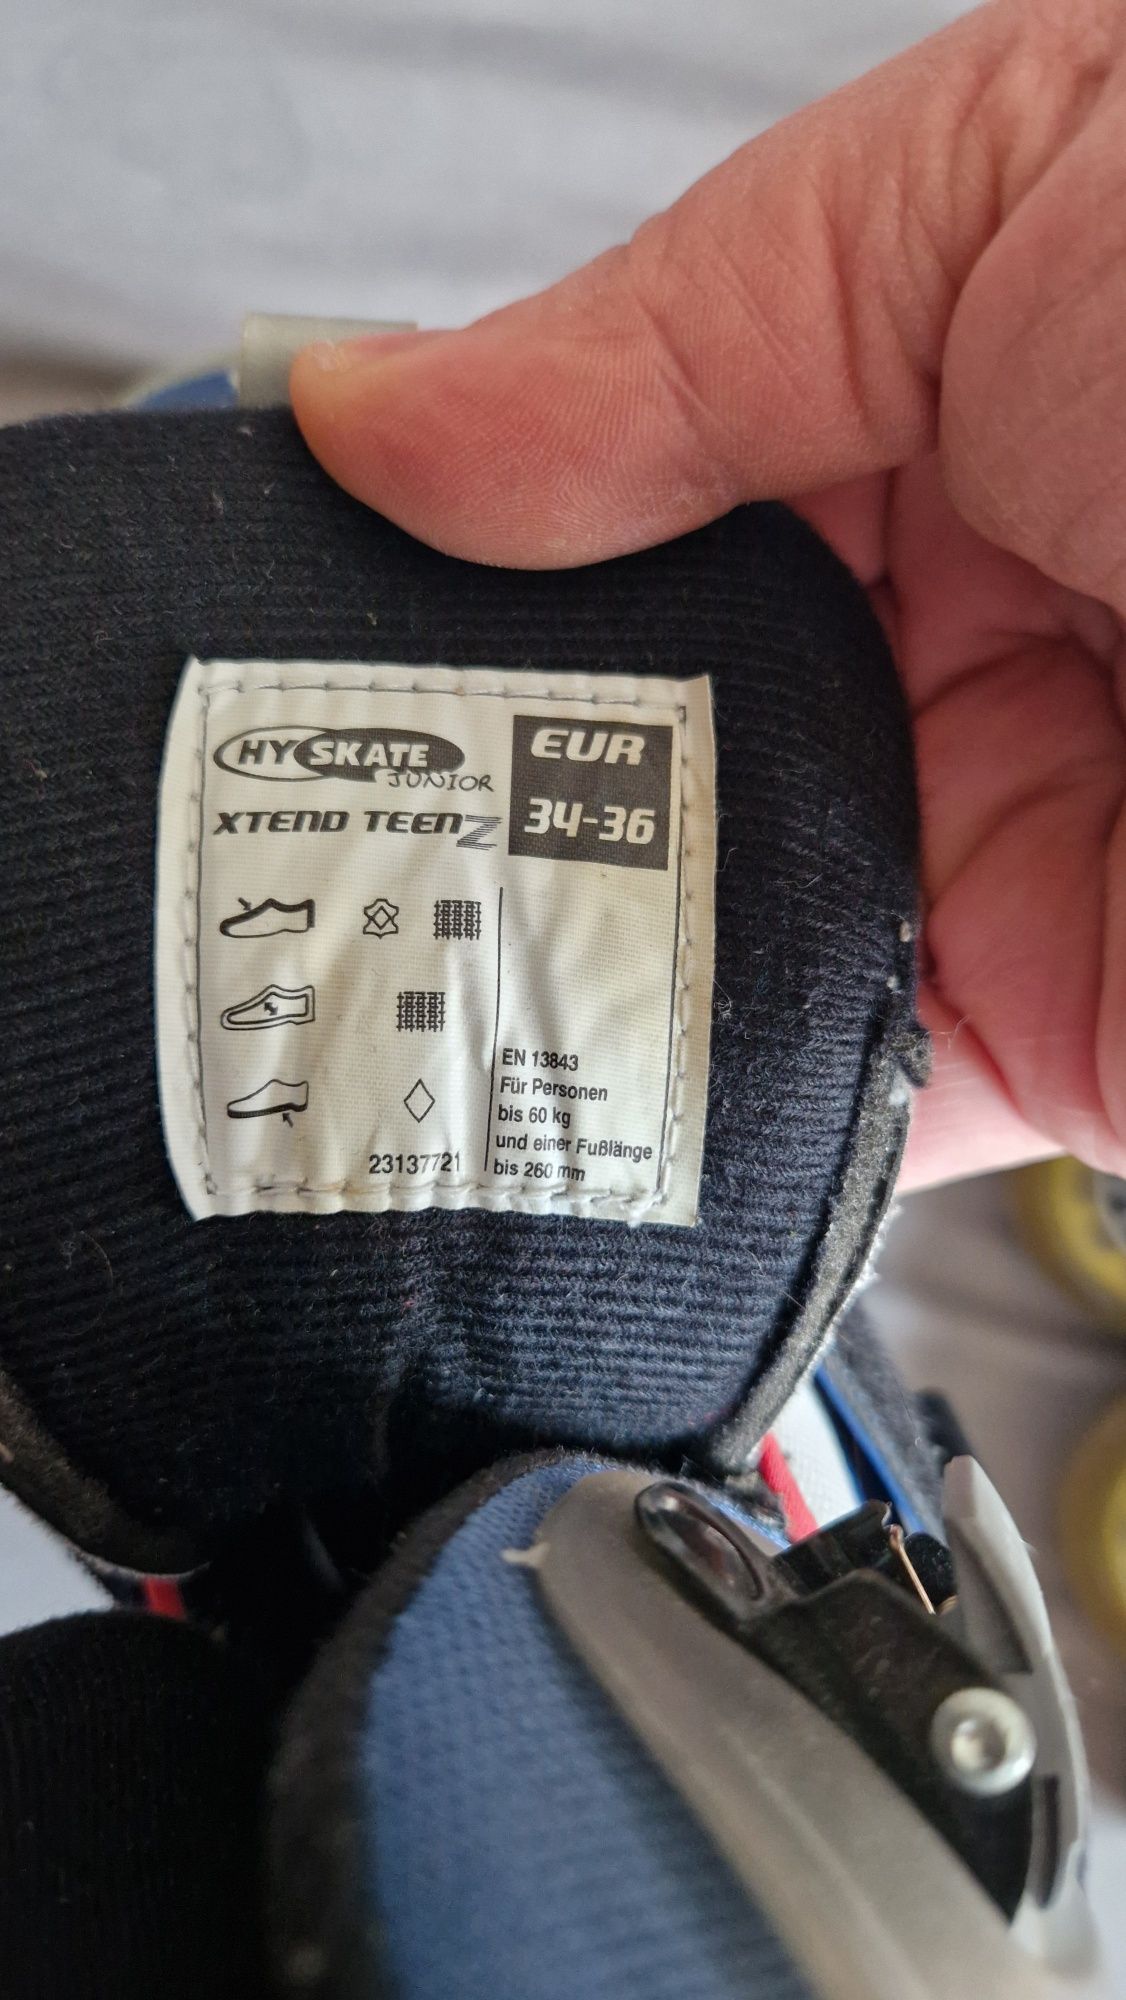 HY SKATE
JUNIOR
XTEND TEENZ
EUR
34-36
EN 13843
Für Personen
bis 60 kg
und einer Fußlänge
bis 260 mm
23137721